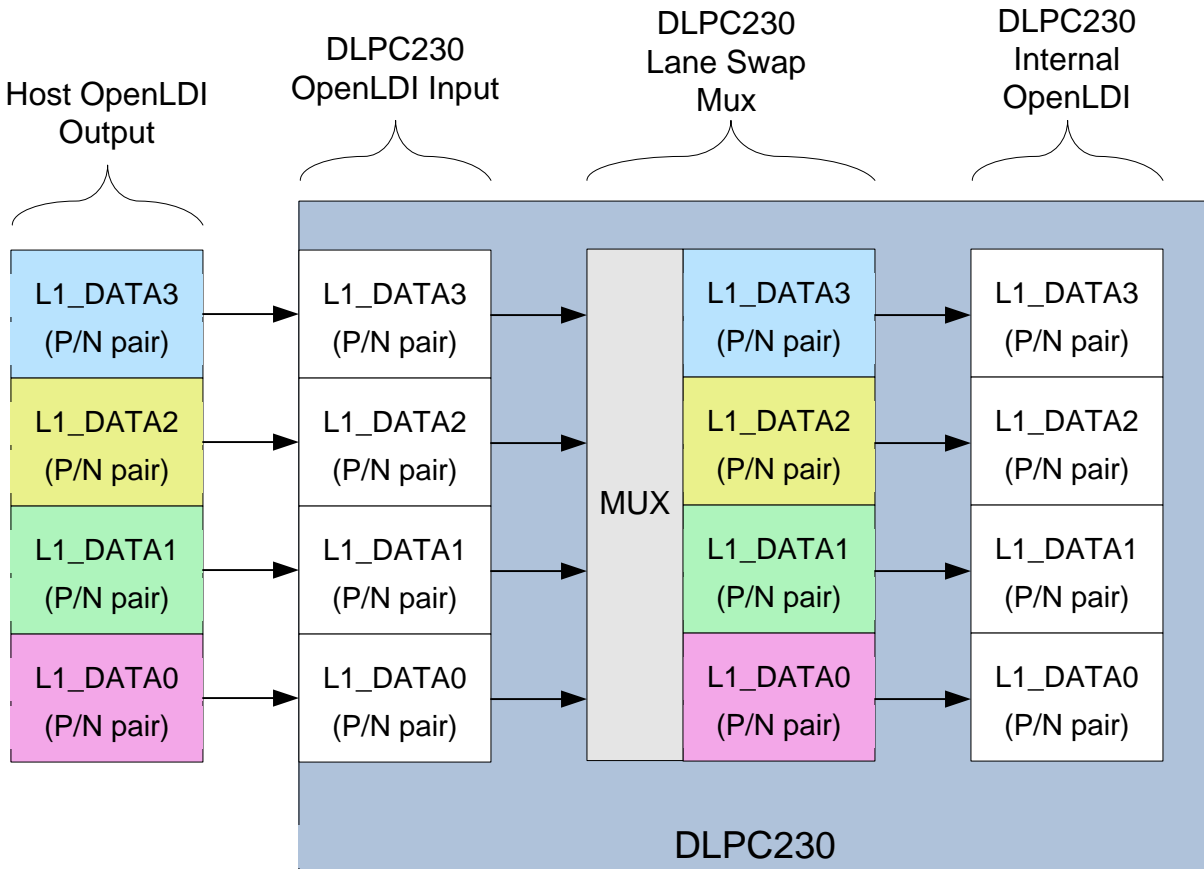 Host OpenLDI
Output
DLPC230
OpenLDI Input
DLPC230
Lane Swap
Mux
DLPC230
Internal
OpenLDI
L1_DATA3
(P/N pair)
L1_DATA2
(P/N pair)
L1_DATA1
(P/N pair)
L1_DATA0
(P/N pair)
L1_DATA3
(P/N pair)
L1_DATA2
(P/N pair)
L1_DATA1
(P/N pair)
L1_DATA0
(P/N pair)
MUX
L1_DATA3
(P/N pair)
L1_DATA2
(P/N pair)
L1_DATA1
(P/N pair)
L1_DATA0
(P/N pair)
L1_DATA3
(P/N pair)
L1_DATA2
(P/N pair)
L1_DATA1
(P/N pair)
L1_DATA0
(P/N pair)
DLPC230